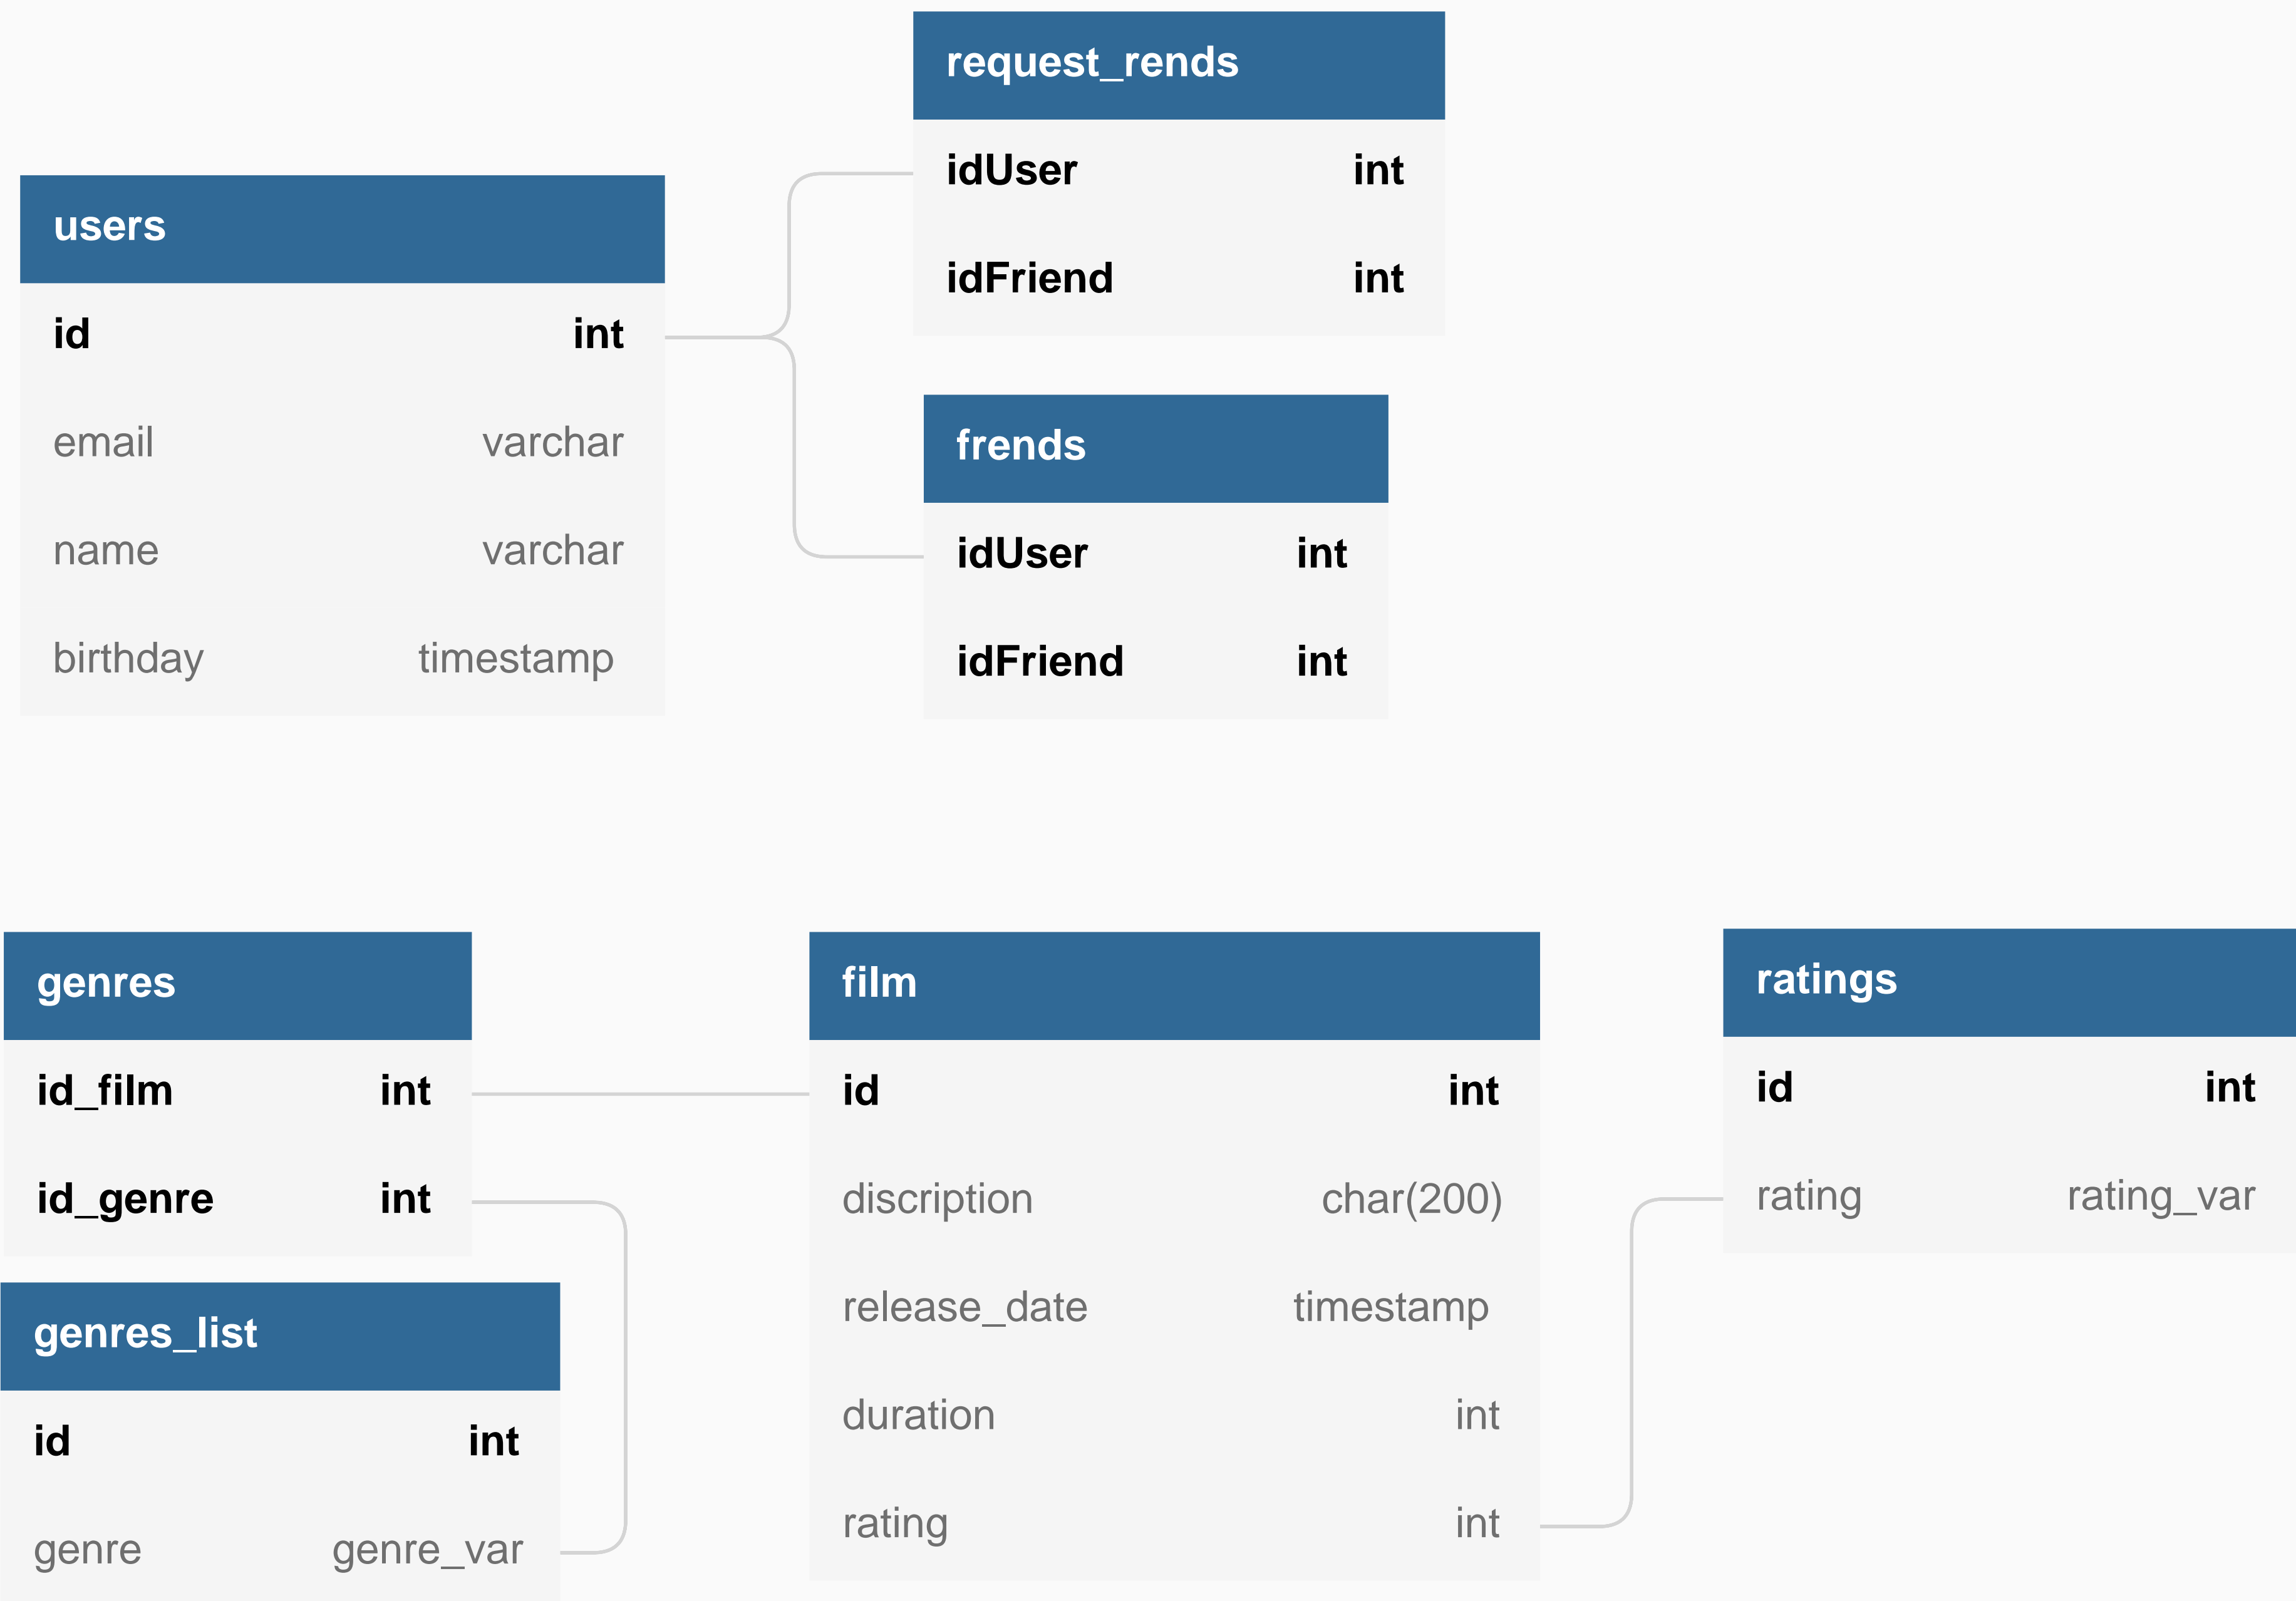 request_rends
idUser int
idFriend int
users
id int
email varchar
name varchar
birthday timestamp
frends
idUser int
idFriend int
genres
id_film int
id_genre int
genres_list
id int
genre genre_var
film
id int
discription char(200)
release_date timestamp
duration int
rating int
ratings
id int
rating rating_var